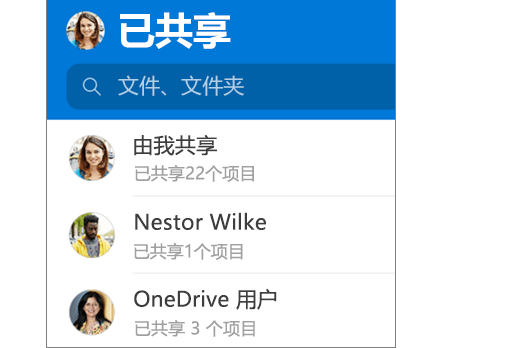 已共享
文件、文件夹
由我共享
已共享22个项目
Nestor Wilke
已共享1个项目
OneDrive 用户
已共享 3 个项目